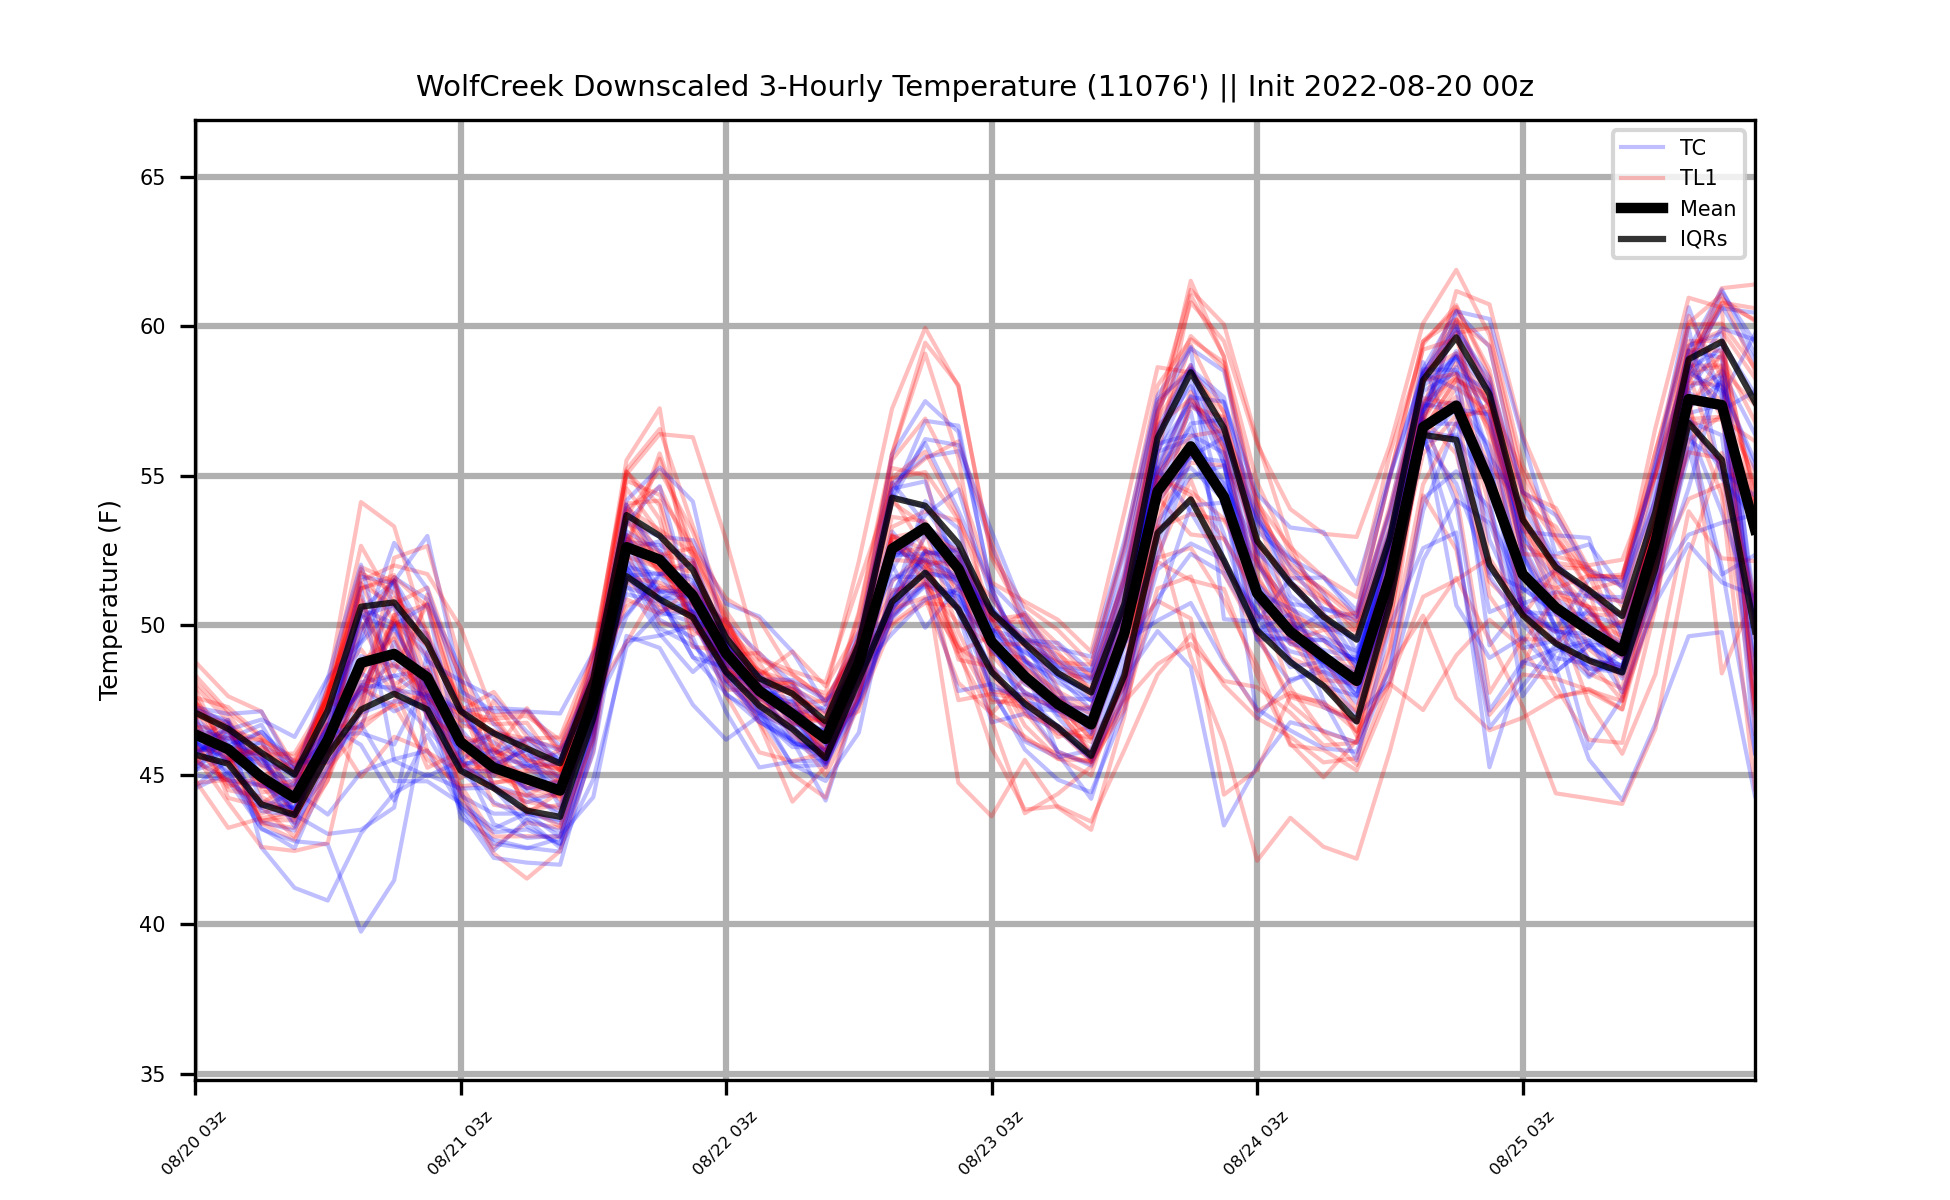 WolfCreek Downscaled 3-Hourly Temperature (11076') || Init 2022-08-20 00z
TC
TL1
Mean
IQRs
Temperature (F)
65
60
55
50
45
40
35
08/20 03z
08/21 03z
08/22 03z
08/23 03z
08/24 03z
08/25 03z